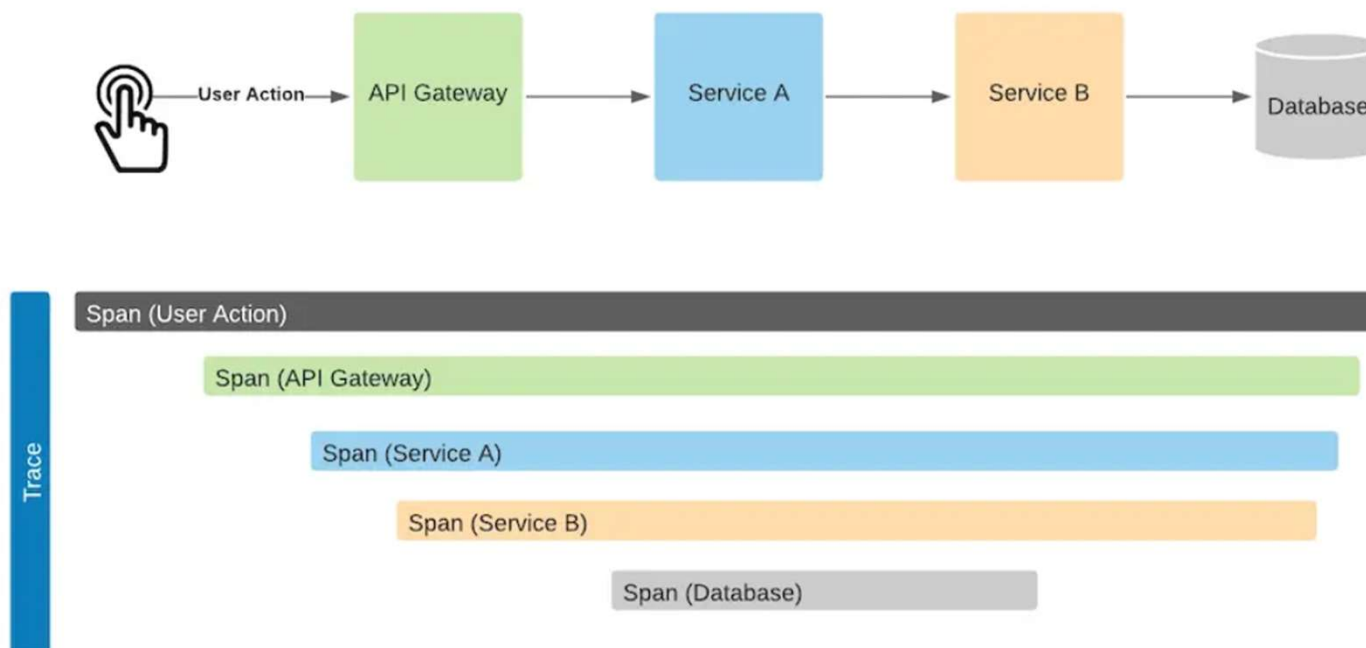 User Action
API Gateway
Service A
Service B
Database
Span (User Action)
Span (API Gateway)
Span (Service A)
Span (Service B)
Span (Database)
Trace